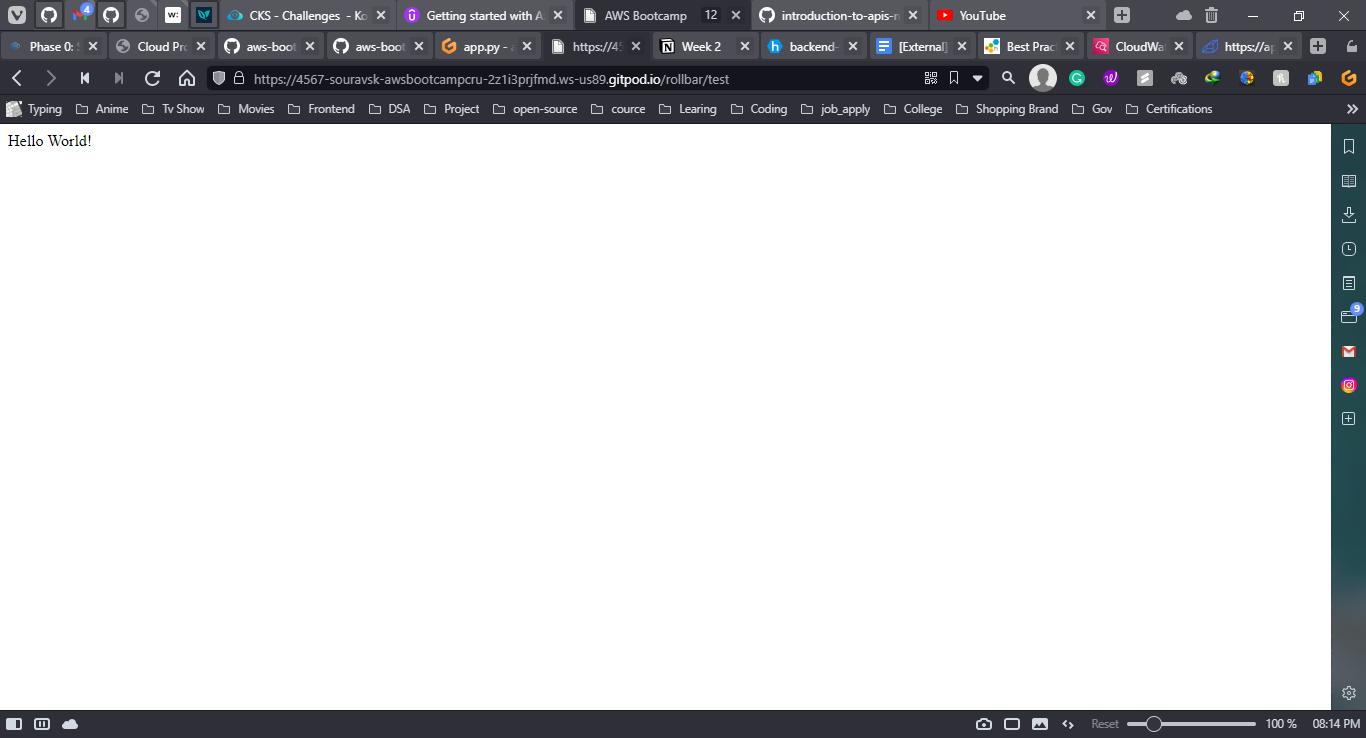 4 CKS - Challenges - Ko Getting started with A AWS Bootcamp 12 introduction-to-apis-r YouTube
Phase 0: Cloud Pro aws-boot aws-boot app.py - https://45 Week 2 backend- [External] Best Pract CloudWa https://ap
https://4567-souravsk-awsbootcampcru-2z1i3prjfmd.ws-us89.gitpod.io/rollbar/test
Typing Anime Tv Show Movies Frontend DSA Project open-source cource Learing Coding job_apply College Shopping Brand Gov Certifications
Hello World!
9
Reset 100 % 08:14 PM